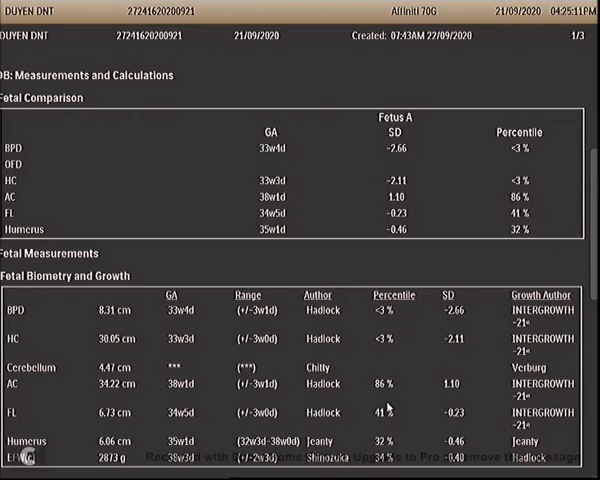 DUYEN DNT 27241620200921 Affiniti 70G 21/09/2020 04:25:11PM
DUYEN DNT 27241620200921 21/09/2020 Created: 07:43AM 22/09/2020 1/3
OB: Measurements and Calculations
Fetal Comparison
Fetus A
GA SD Percentile
BPD 33w4d -2.66 <3 %
OFD
HC 33w3d -2.11 <3 %
AC 38w1d 1.10 86 %
FL 34w5d -0.23 41 %
Humerus 35w1d -0.46 32 %
Fetal Measurements
Fetal Biometry and Growth
GA Range Author Percentile SD Growth Author
BPD 8.31 cm 33w4d (+/-3w1d) Hadlock <3 % -2.66 INTERGROWTH
-21st
HC 30.05 cm 33w3d (+/-3w0d) Hadlock <3 % -2.11 INTERGROWTH
-21st
Cerebellum 4.47 cm *** (***) Chitty Verburg
AC 34.22 cm 38w1d (+/-3w1d) Hadlock 86 % 1.10 INTERGROWTH
-21st
FL 6.73 cm 34w5d (+/-3w0d) Hadlock 41 % -0.23 INTERGROWTH
-21st
Humerus 6.06 cm 35w1d (32w3d-38w0d) Jeanty 32 % -0.46 Jeanty
2873 g (+/-2w3d) Shinozuka Hadlock